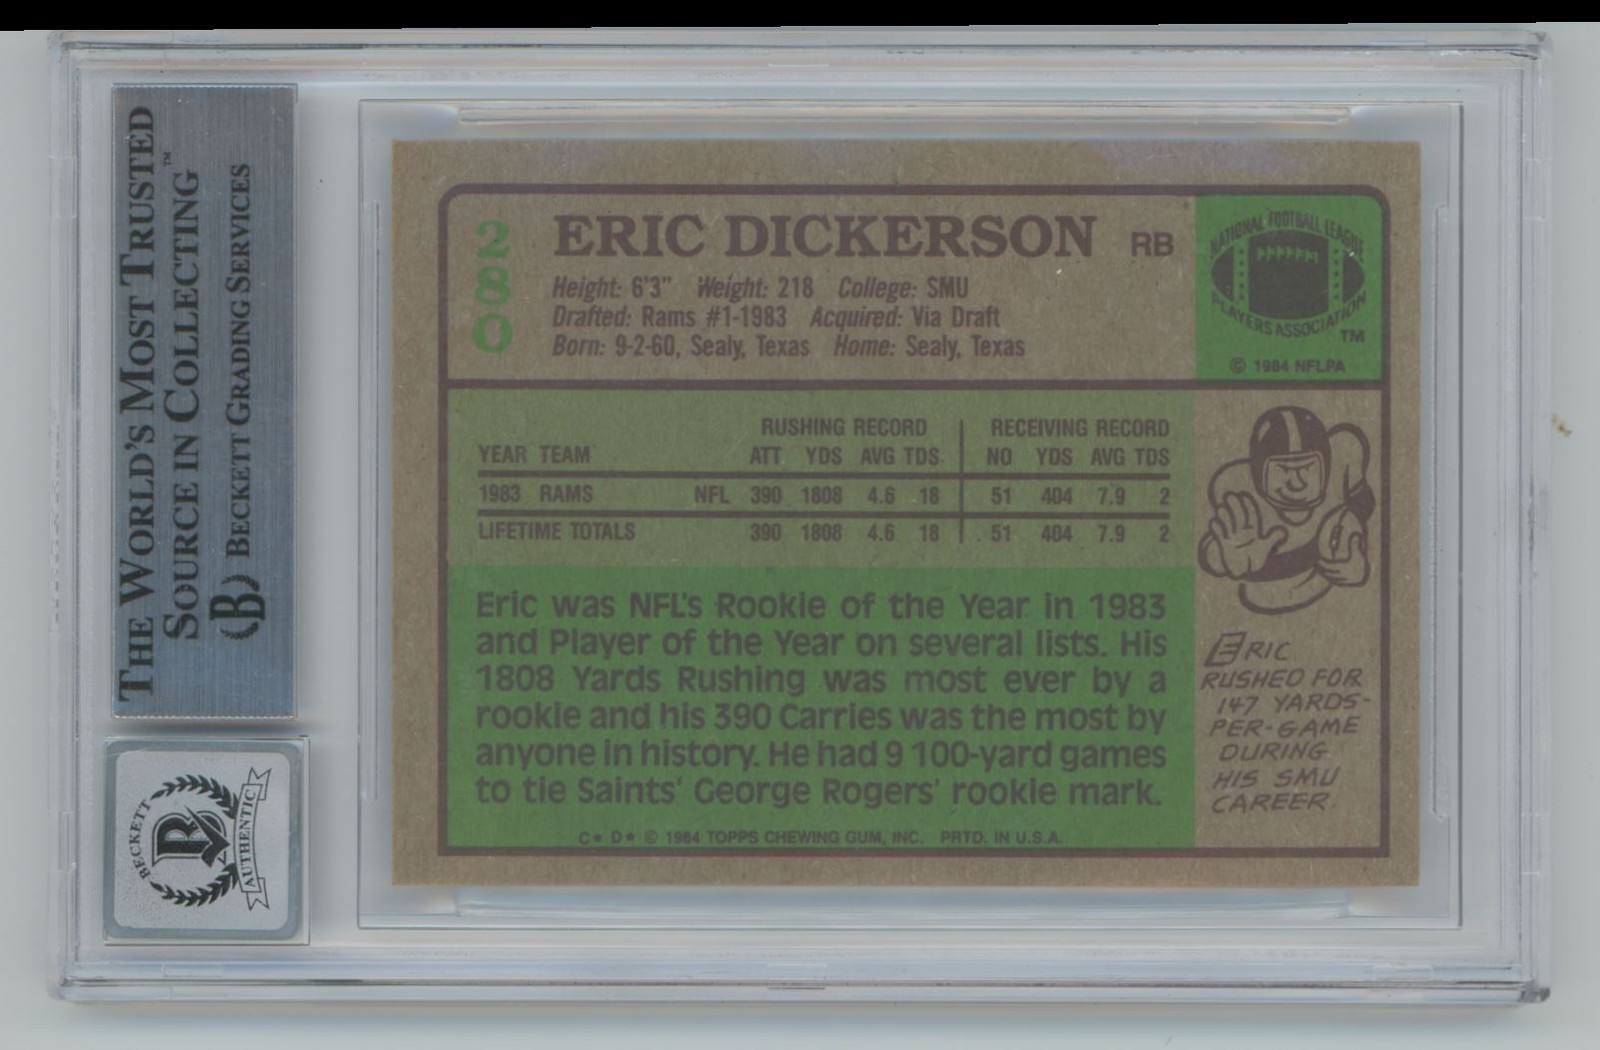 THE WORLD'S MOST TRUSTED
SOURCE IN COLLECTING™
BECKETT GRADING SERVICES
B
BECKETT
B
AUTHENTIC
280
ERIC DICKERSON RB
Height: 6'3" Weight: 218 College: SMU
Drafted: Rams #1-1983 Acquired: Via Draft
Born: 9-2-60, Sealy, Texas Home: Sealy, Texas
NATIONAL FOOTBALL LEAGUE
PLAYERS ASSOCIATION
TM
© 1984 NFLPA
RUSHING RECORD RECEIVING RECORD
YEAR TEAM ATT YDS AVG TDS NO YDS AVG TDS
1983 RAMS NFL 390 1808 4.6 18 51 404 7.9 2
LIFETIME TOTALS 390 1808 4.6 18 51 404 7.9 2
Eric was NFL's Rookie of the Year in 1983
and Player of the Year on several lists. His
1808 Yards Rushing was most ever by a
rookie and his 390 Carries was the most by
anyone in history. He had 9 100-yard games
to tie Saints' George Rogers' rookie mark.
ERIC
RUSHED FOR
147 YARDS-
PER-GAME
DURING
HIS SMU
CAREER.
C* D* © 1984 TOPPS CHEWING GUM, INC. PRTD. IN U.S.A.